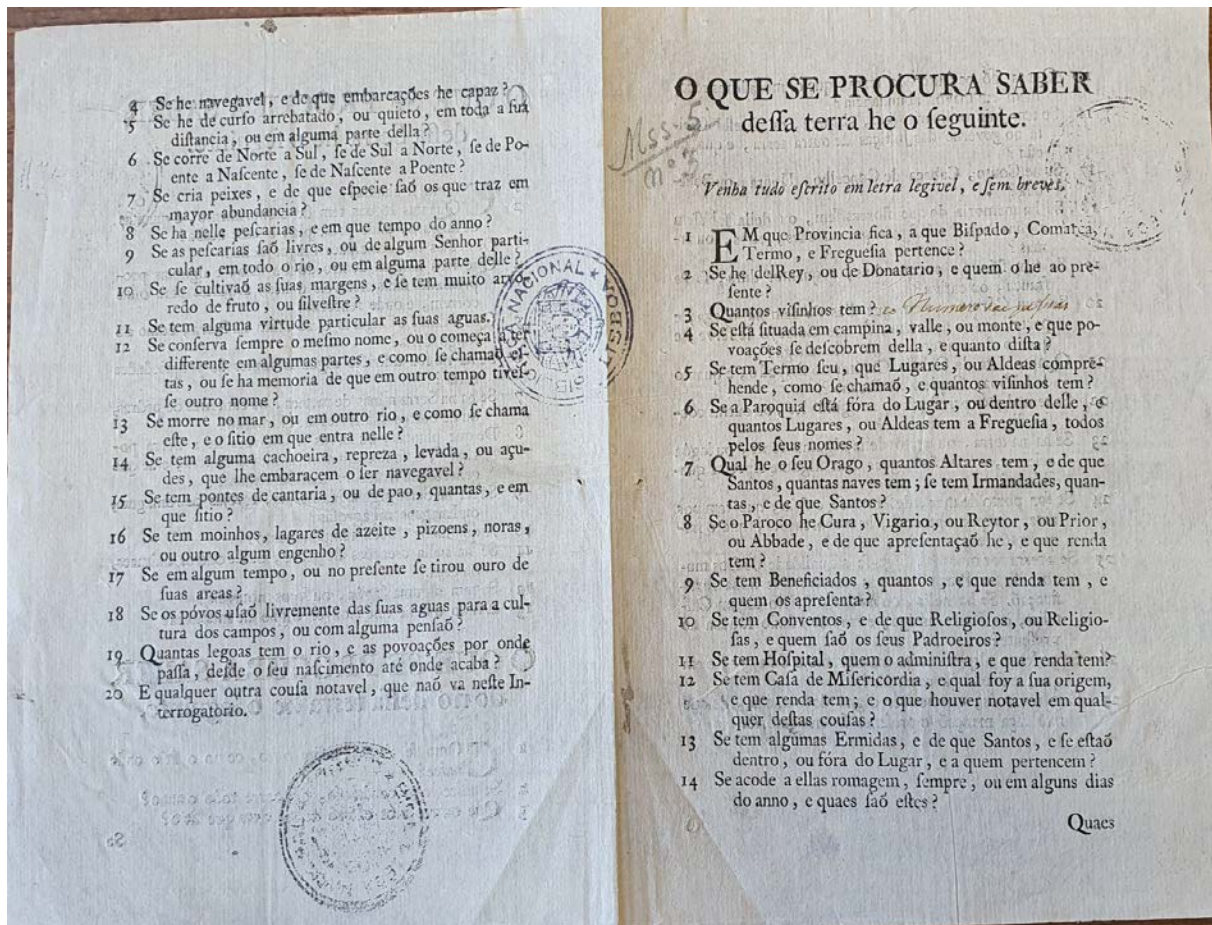 4 Se he navegavel, e de que embarcações he capaz?
5 Se he de curſo arrebatado, ou quieto, em toda a ſua
diſtancia, ou em alguma parte della?
6 Se corre de Norte a Sul, ſe de Sul a Norte, ſe de Po-
ente a Naſcente, ſe de Naſcente a Poente?
7 Se cria peixes, e de que eſpecie ſaõ os que traz em
mayor abundancia?
8 Se ha nelle peſcarias, e em que tempo do anno?
9 Se as peſcarias ſaõ livres, ou de algum Senhor parti-
cular, em todo o rio, ou em alguma parte delle?
10 Se ſe cultivaõ as ſuas margens, e ſe tem muito arvo-
redo de fruto, ou ſilveſtre?
11 Se tem alguma virtude particular as ſuas aguas.
12 Se conſerva ſempre o meſmo nome, ou o começa a ter
differente em algumas partes, e como ſe chamaõ eſ-
tas, ou ſe ha memoria de que em outro tempo tiveſ-
ſe outro nome?
13 Se morre no mar, ou em outro rio, e como ſe chama
eſte, e o ſitio em que entra nelle?
14 Se tem alguma cachoeira, repreza, levada, ou açu-
des, que lhe embaracem o ſer navegavel?
15 Se tem pontes de cantaria, ou de pao, quantas, e em
que ſitio?
16 Se tem moinhos, lagares de azeite, pizoens, noras,
ou outro algum engenho?
17 Se em algum tempo, ou no preſente ſe tirou ouro de
ſuas areas?
18 Se os póvos uſaõ livremente das ſuas aguas para a cul-
tura dos campos, ou com alguma penſaõ?
19 Quantas legoas tem o rio, e as povoações por onde
paſſa, deſde o ſeu naſcimento até onde acaba?
20 E qualquer outra couſa notavel, que naõ va neſte In-
terrogatorio.
NACIONAL
LISBOA
O QUE SE PROCURA SABER
deſſa terra he o ſeguinte.
Mss. 5
nº 3
Venha tudo eſcrito em letra legivel, e ſem breves.
1 EM que Provincia fica, a que Biſpado, Comarca,
Termo, e Fregueſia pertence?
2 Se he delRey, ou de Donatario, e quem o he ao pre-
ſente?
3 Quantos viſinhos tem? Numero
4 Se eſtá ſituada em campina, valle, ou monte, e que po-
voações ſe deſcobrem della, e quanto diſta?
5 Se tem Termo ſeu, que Lugares, ou Aldeas compre-
hende, como ſe chamaõ, e quantos viſinhos tem?
6 Se a Paroquia eſtá fóra do Lugar, ou dentro delle, e
quantos Lugares, ou Aldeas tem a Fregueſia, todos
pelos ſeus nomes?
7 Qual he o ſeu Orago, quantos Altares tem, e de que
Santos, quantas naves tem; ſe tem Irmandades, quan-
tas, e de que Santos?
8 Se o Paroco he Cura, Vigario, ou Reytor, ou Prior,
ou Abbade, e de que apreſentaçaõ he, e que renda
tem?
9 Se tem Beneficiados, quantos, e que renda tem, e
quem os apreſenta?
10 Se tem Conventos, e de que Religioſos, ou Religio-
ſas, e quem ſaõ os ſeus Padroeiros?
11 Se tem Hoſpital, quem o adminiſtra, e que renda tem?
12 Se tem Caſa de Miſericordia, e qual foy a ſua origem,
e que renda tem; e o que houver notavel em qual-
quer deſtas couſas?
13 Se tem algumas Ermidas, e de que Santos, e ſe eſtaõ
dentro, ou fóra do Lugar, e a quem pertencem?
14 Se acode a ellas romagem, ſempre, ou em alguns dias
do anno, e quaes ſaõ eſtes?
Quaes